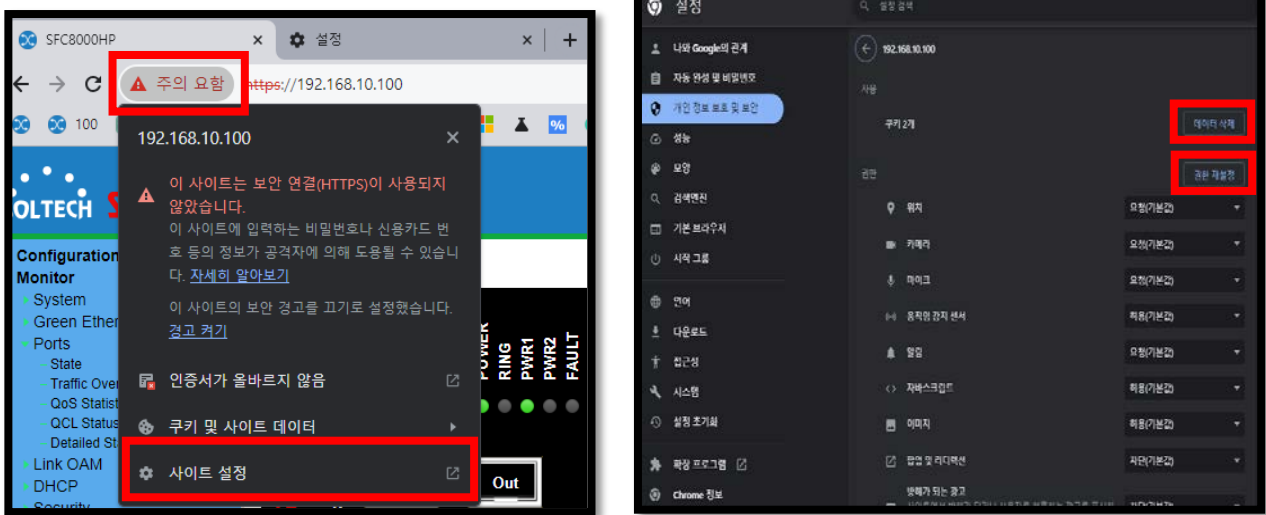 SFC8000HP
설정
주의 요함
https://192.168.10.100
100
192.168.10.100
이 사이트는 보안 연결(HTTPS)이 사용되지
않았습니다.
이 사이트에 입력하는 비밀번호나 신용카드 번
호 등의 정보가 공격자에 의해 도용될 수 있습니
다. 자세히 알아보기
이 사이트의 보안 경고를 끄기로 설정했습니다.
경고 켜기
인증서가 올바르지 않음
쿠키 및 사이트 데이터
사이트 설정
OLTECH
Configuration
Monitor
System
Green Ether
Ports
State
Traffic Over
QoS Statist
QCL Status
Detailed St
Link OAM
DHCP
Security
POWER
RING
PWR1
PWR2
FAULT
Out
설정
설정 검색
나와 Google의 관계
자동 완성 및 비밀번호
개인 정보 보호 및 보안
성능
모양
검색엔진
기본 브라우저
시작 그룹
언어
다운로드
접근성
시스템
설정 초기화
확장 프로그램
Chrome 정보
192.168.10.100
사용
쿠키 2개
데이터 삭제
권한
권한 재설정
위치
요청(기본값)
카메라
요청(기본값)
마이크
요청(기본값)
움직임 감지 센서
허용(기본값)
알림
요청(기본값)
자바스크립트
허용(기본값)
이미지
허용(기본값)
팝업 및 리디렉션
차단(기본값)
방해가 되는 광고
차단(기본값)